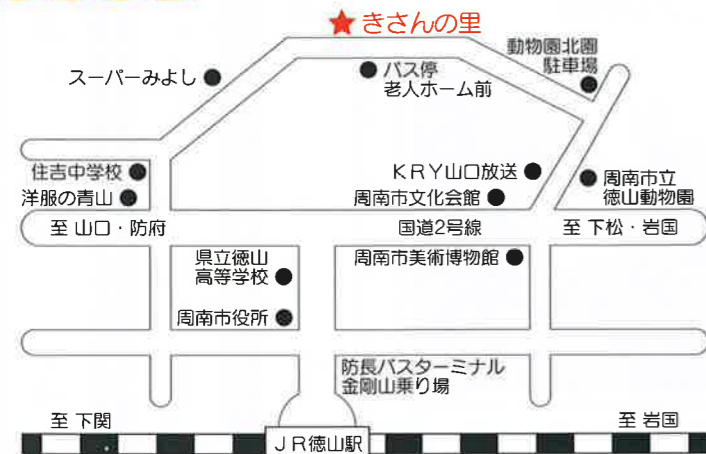 ★ きさんの里
動物園北園
駐車場
スーパーみよし ●
● バス停
老人ホーム前
住吉中学校 ●
KRY山口放送 ●
● 周南市立
徳山動物園
洋服の青山 ●
周南市文化会館 ●
至 山口・防府
国道2号線
至 下松・岩国
県立徳山
高等学校 ●
周南市美術博物館 ●
周南市役所 ●
防長バスターミナル
金剛山乗り場
至 下関
至 岩国
JR徳山駅